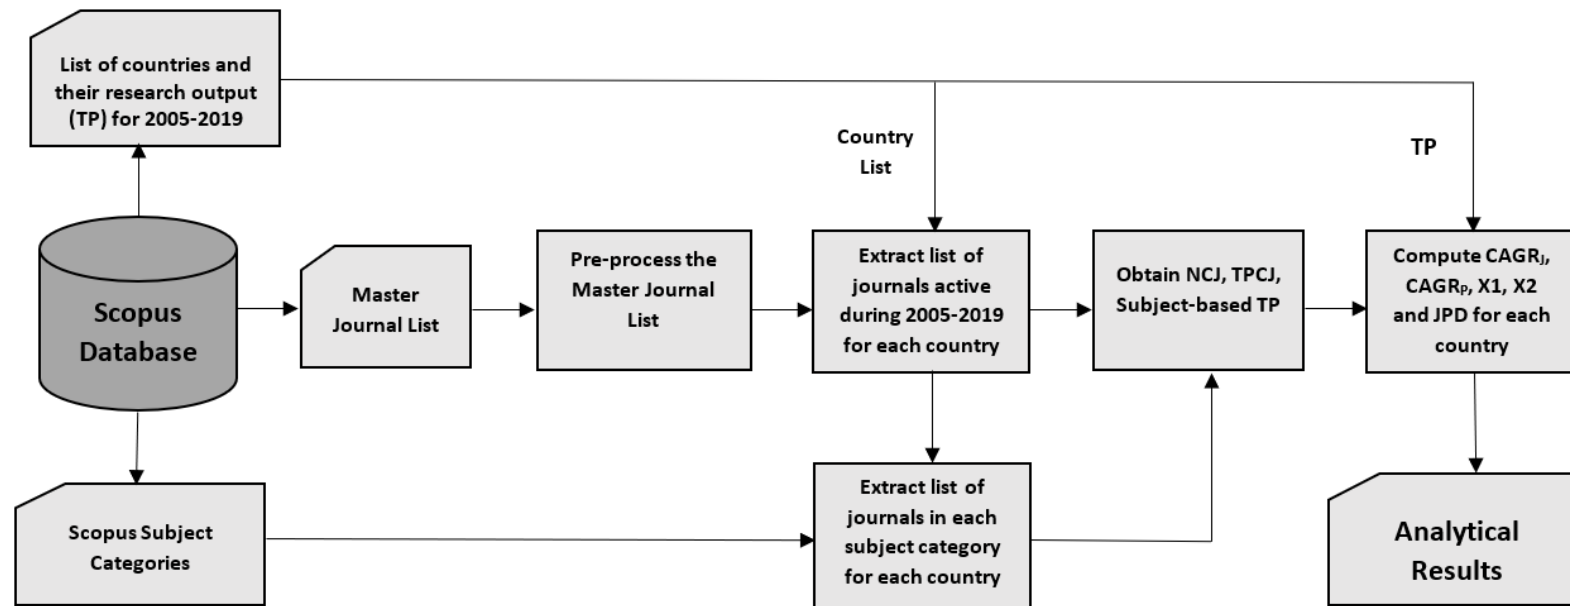 List of countries and
their research output
(TP) for 2005-2019
Country
List
TP
Scopus
Database
Master
Journal List
Pre-process the
Master Journal
List
Extract list of
journals active
during 2005-2019
for each country
Obtain NCJ, TPCJ,
Subject-based TP
Compute CAGRJ,
CAGRP, X1, X2
and JPD for each
country
Scopus Subject
Categories
Extract list of
journals in each
subject category
for each country
Analytical
Results